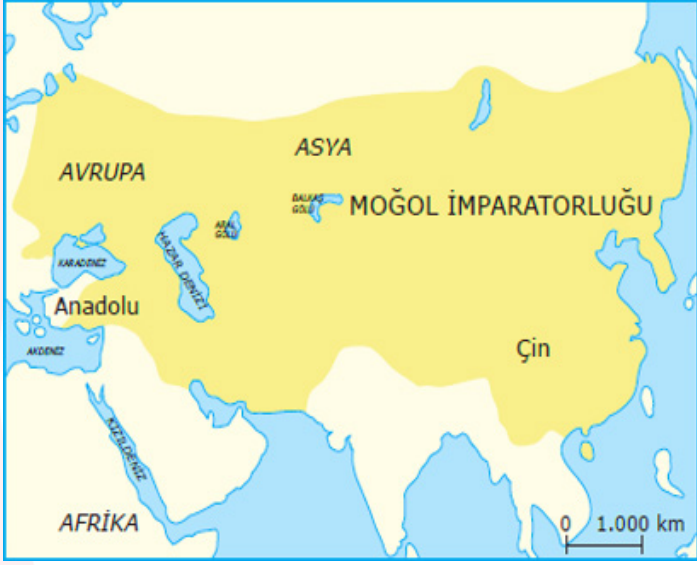 ASYA
AVRUPA
BALKAŞ
GÖLÜ
MOĞOL İMPARATORLUĞU
ARAL
GÖLÜ
HAZAR DENİZİ
KARADENİZ
Anadolu
AKDENİZ
Çin
KIZILDENİZ
AFRİKA
0 1.000 km